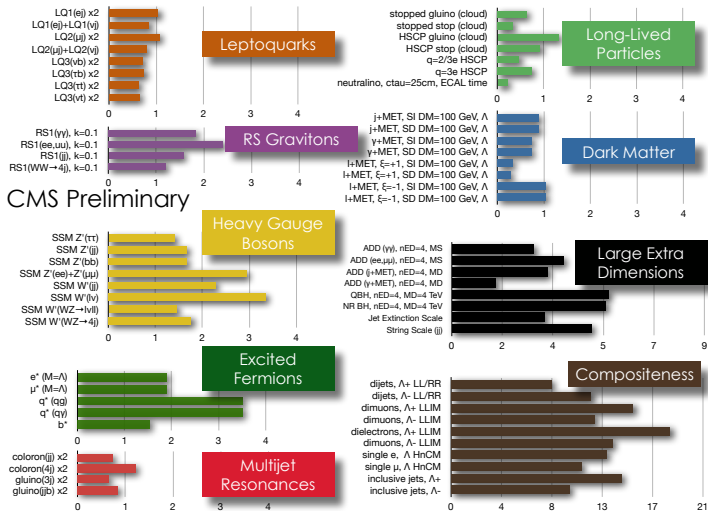 LQ1(ej) x2
LQ1(ej)+LQ1(νj)
LQ2(μj) x2
LQ2(μj)+LQ2(νj)
LQ3(νb) x2
LQ3(τb) x2
LQ3(τt) x2
LQ3(vt) x2
0 1 2 3 4
Leptoquarks
RS1(γγ), k=0.1
RS1(ee,uu), k=0.1
RS1(jj), k=0.1
RS1(WW→4j), k=0.1
0 1 2 3 4
RS Gravitons
CMS Preliminary
SSM Z'(ττ)
SSM Z'(jj)
SSM Z'(bb)
SSM Z'(ee)+Z'(μμ)
SSM W'(jj)
SSM W'(lv)
SSM W'(WZ→lvll)
SSM W'(WZ→4j)
0 1 2 3 4
Heavy Gauge
Bosons
e* (M=Λ)
μ* (M=Λ)
q* (qg)
q* (qγ)
b*
0 1 2 3 4
Excited
Fermions
coloron(jj) x2
coloron(4j) x2
gluino(3j) x2
gluino(jjb) x2
0 1 2 3 4
Multijet
Resonances
stopped gluino (cloud)
stopped stop (cloud)
HSCP gluino (cloud)
HSCP stop (cloud)
q=2/3e HSCP
q=3e HSCP
neutralino, ctau=25cm, ECAL time
0 1 2 3 4
Long-Lived
Particles
j+MET, SI DM=100 GeV, Λ
j+MET, SD DM=100 GeV, Λ
γ+MET, SI DM=100 GeV, Λ
γ+MET, SD DM=100 GeV, Λ
l+MET, ξ=+1, SI DM=100 GeV, Λ
l+MET, ξ=+1, SD DM=100 GeV, Λ
l+MET, ξ=-1, SI DM=100 GeV, Λ
l+MET, ξ=-1, SD DM=100 GeV, Λ
0 1 2 3 4
Dark Matter
ADD (γγ), nED=4, MS
ADD (ee,μμ), nED=4, MS
ADD (j+MET), nED=4, MD
ADD (γ+MET), nED=4, MD
QBH, nED=4, MD=4 TeV
NR BH, nED=4, MD=4 TeV
Jet Extinction Scale
String Scale (jj)
0 2 3 5 6 8 9
Large Extra
Dimensions
dijets, Λ+ LL/RR
dijets, Λ- LL/RR
dimuons, Λ+ LLIM
dimuons, Λ- LLIM
dielectrons, Λ+ LLIM
dimuons, Λ- LLIM
single e, Λ HnCM
single μ, Λ HnCM
inclusive jets, Λ+
inclusive jets, Λ-
0 4 8 13 17 21
Compositeness